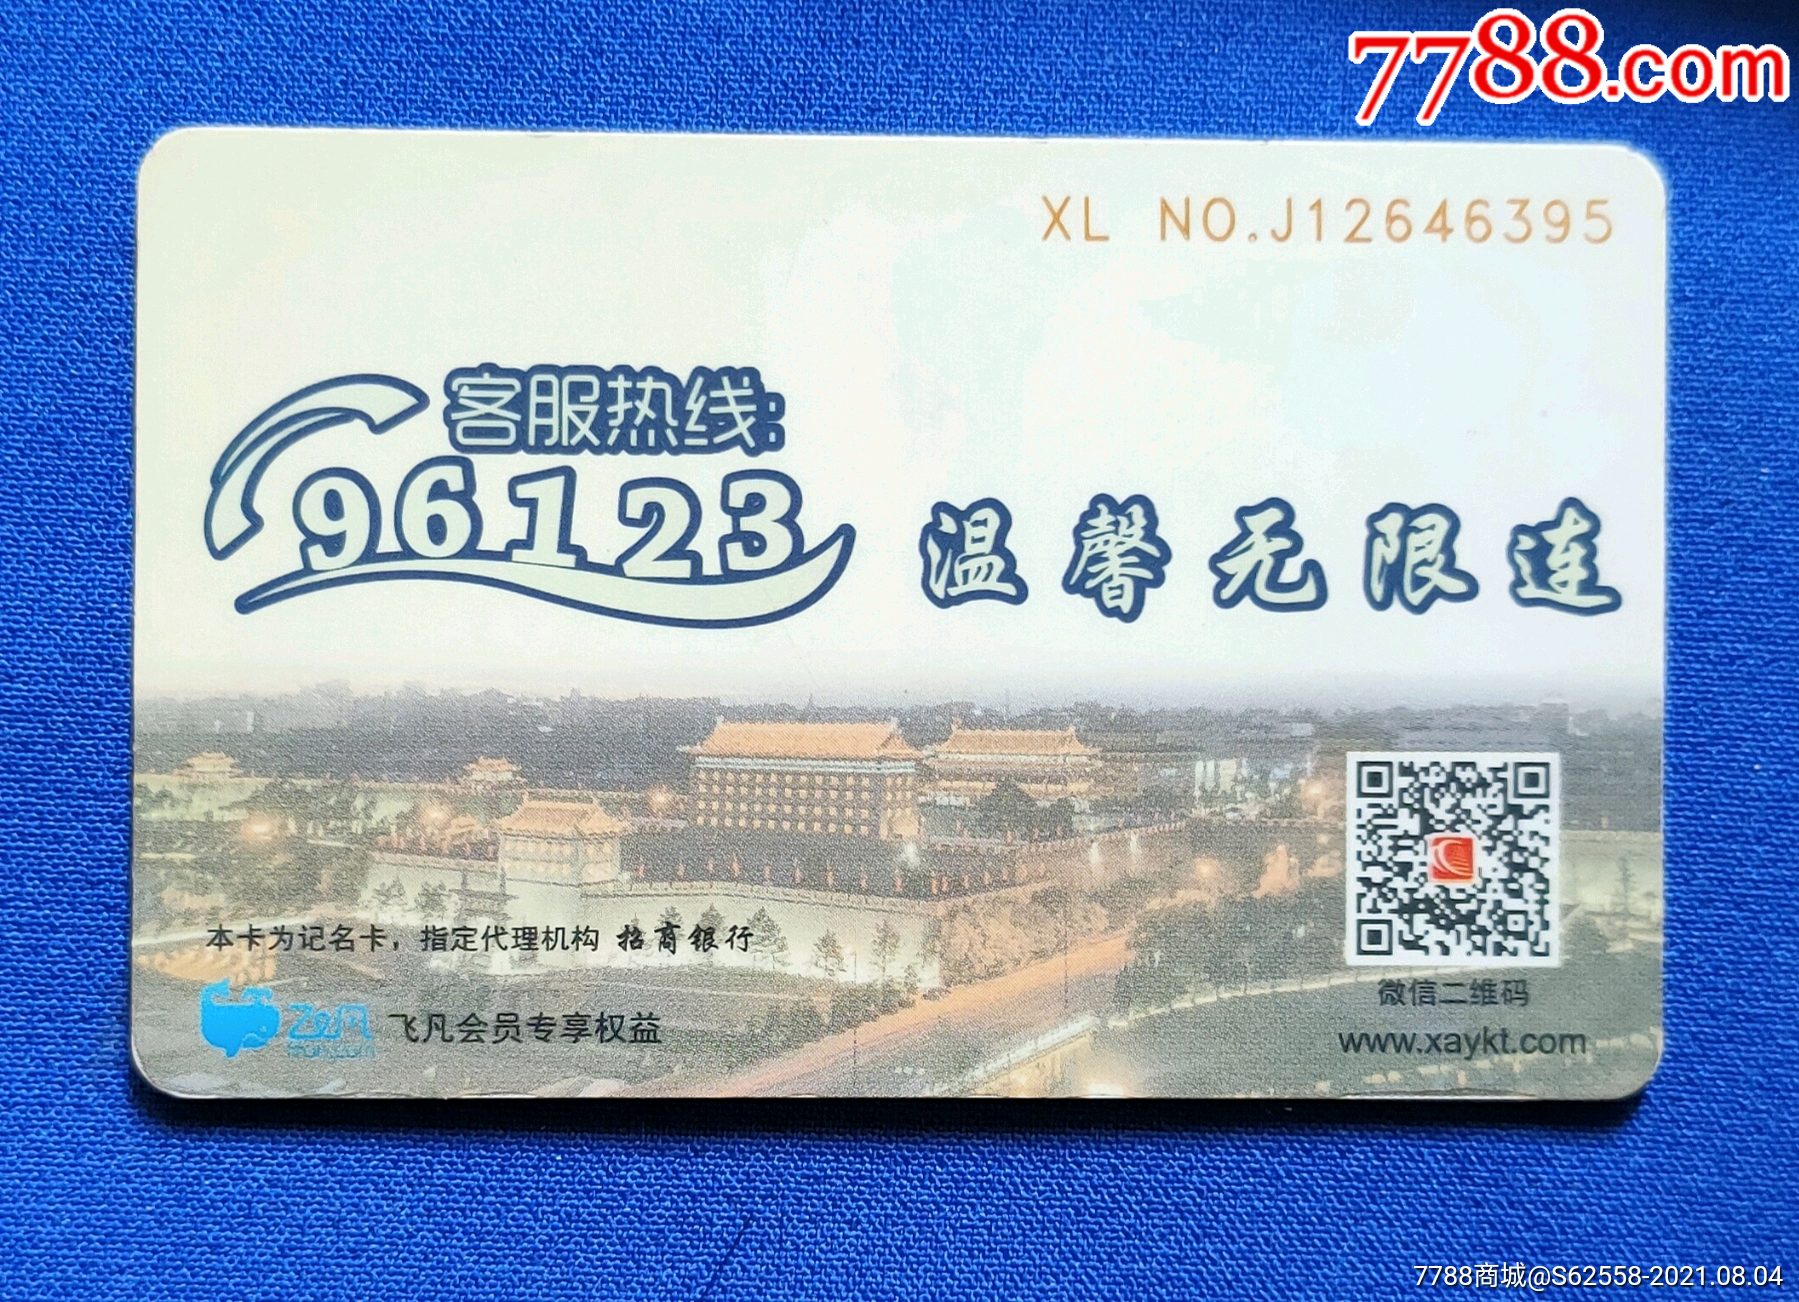 7788.com
XL NO.J12646395
客服热线:
96123
温馨无限连
本卡为记名卡，指定代理机构 招商银行
飞凡 飞凡会员专享权益
微信二维码
www.xaykt.com
7788商城@S62558-2021.08.04